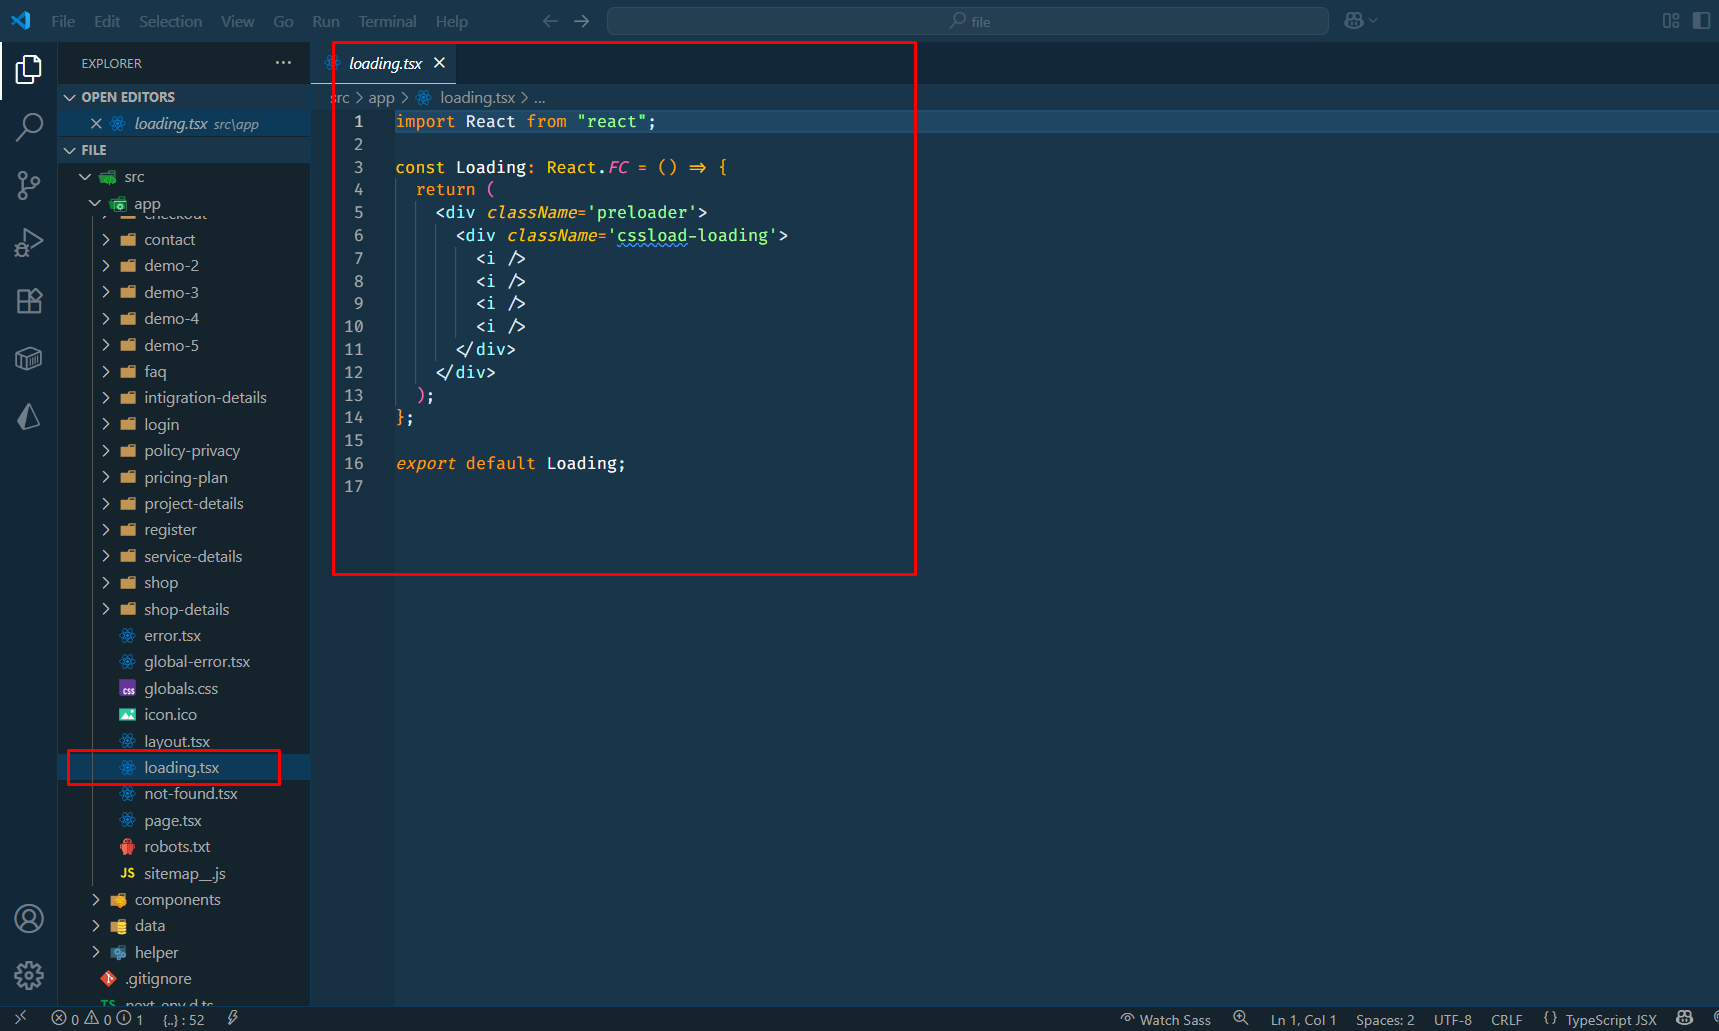 File Edit Selection View Go Run Terminal Help
file
EXPLORER
OPEN EDITORS
loading.tsx src\app
FILE
src
app
checkout
contact
demo-2
demo-3
demo-4
demo-5
faq
intigration-details
login
policy-privacy
pricing-plan
project-details
register
service-details
shop
shop-details
error.tsx
global-error.tsx
globals.css
icon.ico
layout.tsx
loading.tsx
not-found.tsx
page.tsx
robots.txt
JS sitemap__.js
components
data
helper
.gitignore
TS next-env.d.ts
loading.tsx
src > app > loading.tsx > ...
1 import React from "react";
2
3 const Loading: React.FC = () => {
4 return (
5 <div className='preloader'>
6 <div className='cssload-loading'>
7 <i />
8 <i />
9 <i />
10 <i />
11 </div>
12 </div>
13 );
14 };
15
16 export default Loading;
17
0 0 1 {..} : 52
Watch Sass Ln 1, Col 1 Spaces: 2 UTF-8 CRLF {} TypeScript JSX